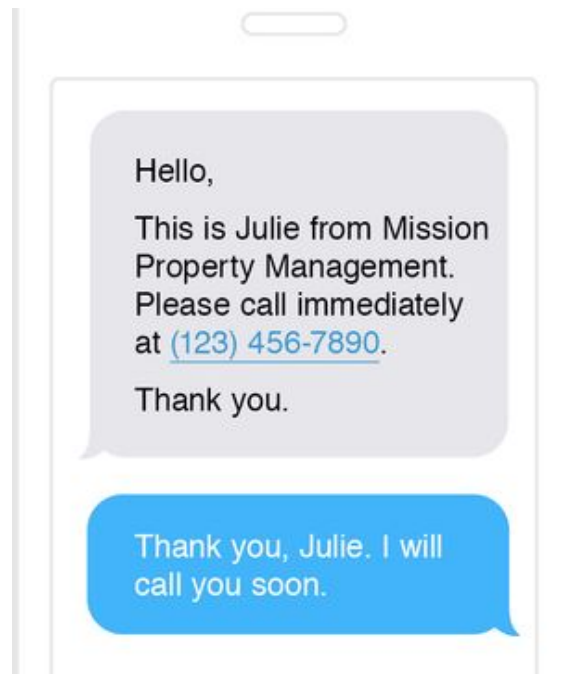 Hello,
This is Julie from Mission
Property Management.
Please call immediately
at (123) 456-7890.
Thank you.
Thank you, Julie. I will
call you soon.